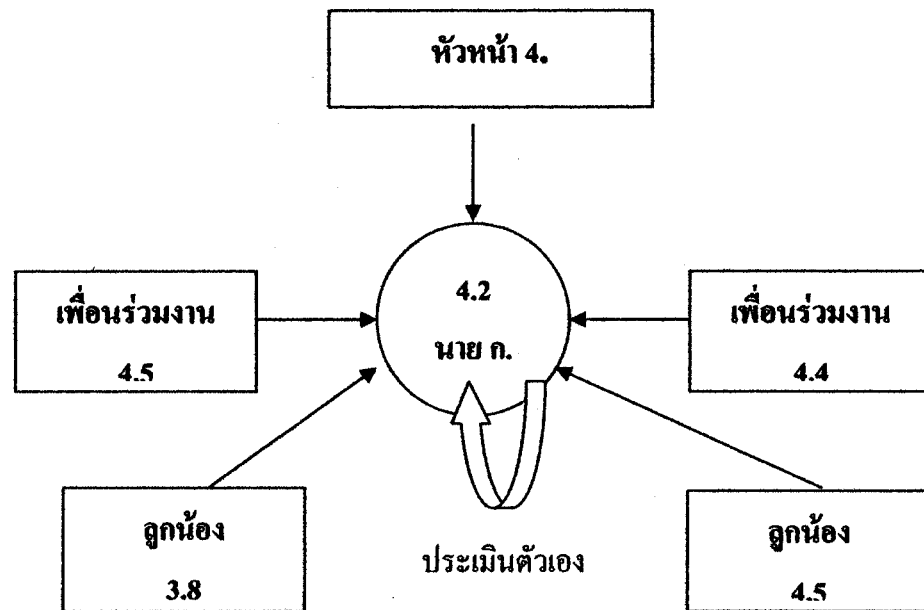 หัวหน้า 4.
4.2
นาย ก.
เพื่อนร่วมงาน
4.5
เพื่อนร่วมงาน
4.4
ลูกน้อง
3.8
ประเมินตัวเอง
ลูกน้อง
4.5